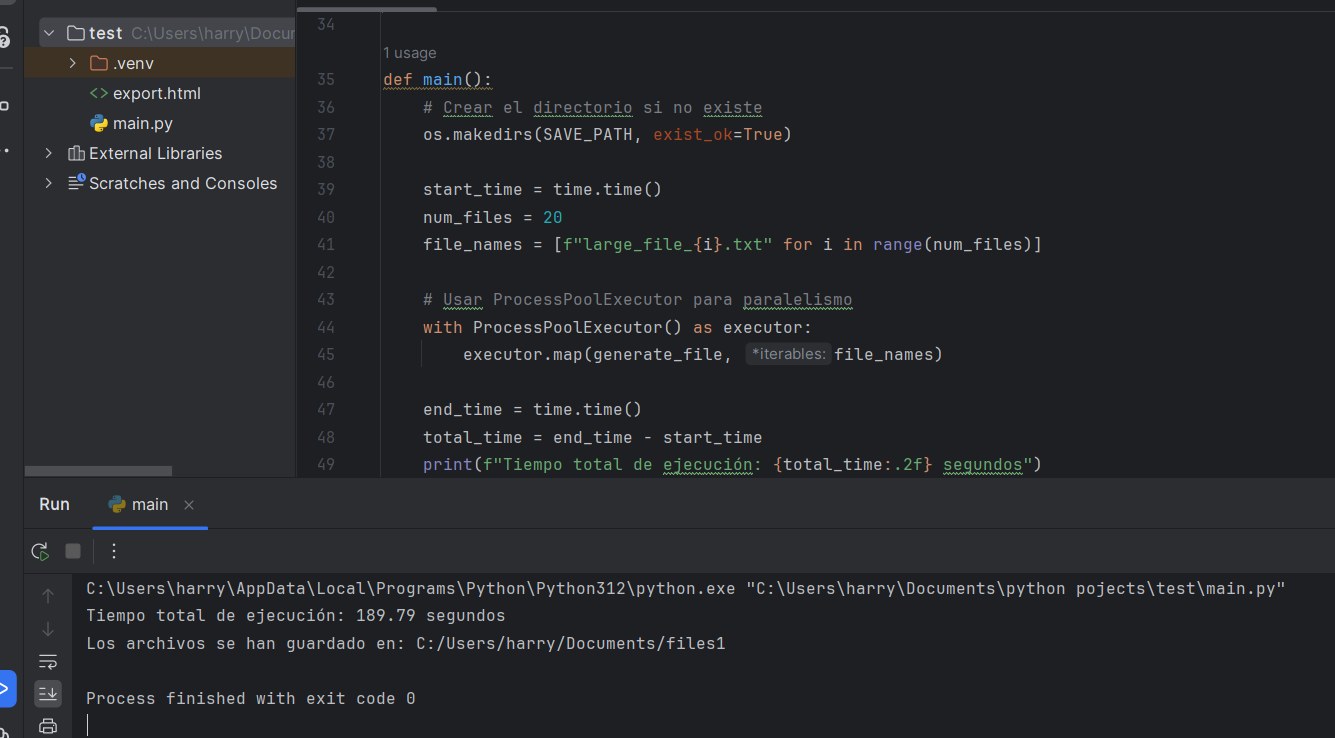 test C:\Users\harry\Docur
.venv
export.html
main.py
External Libraries
Scratches and Consoles
34
1 usage
35 def main():
36 # Crear el directorio si no existe
37 os.makedirs(SAVE_PATH, exist_ok=True)
38
39 start_time = time.time()
40 num_files = 20
41 file_names = [f"large_file_{i}.txt" for i in range(num_files)]
42
43 # Usar ProcessPoolExecutor para paralelismo
44 with ProcessPoolExecutor() as executor:
45 executor.map(generate_file, *iterables: file_names)
46
47 end_time = time.time()
48 total_time = end_time - start_time
49 print(f"Tiempo total de ejecución: {total_time:.2f} segundos")
Run main
C:\Users\harry\AppData\Local\Programs\Python\Python312\python.exe "C:\Users\harry\Documents\python pojects\test\main.py"
Tiempo total de ejecución: 189.79 segundos
Los archivos se han guardado en: C:/Users/harry/Documents/files1
Process finished with exit code 0